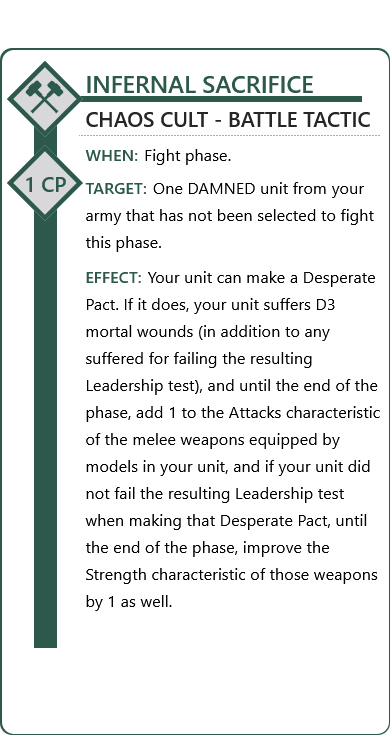 INFERNAL SACRIFICE
CHAOS CULT - BATTLE TACTIC
WHEN: Fight phase.
1 CP
TARGET: One DAMNED unit from your
army that has not been selected to fight
this phase.
EFFECT: Your unit can make a Desperate
Pact. If it does, your unit suffers D3
mortal wounds (in addition to any
suffered for failing the resulting
Leadership test), and until the end of the
phase, add 1 to the Attacks characteristic
of the melee weapons equipped by
models in your unit, and if your unit did
not fail the resulting Leadership test
when making that Desperate Pact, until
the end of the phase, improve the
Strength characteristic of those weapons
by 1 as well.